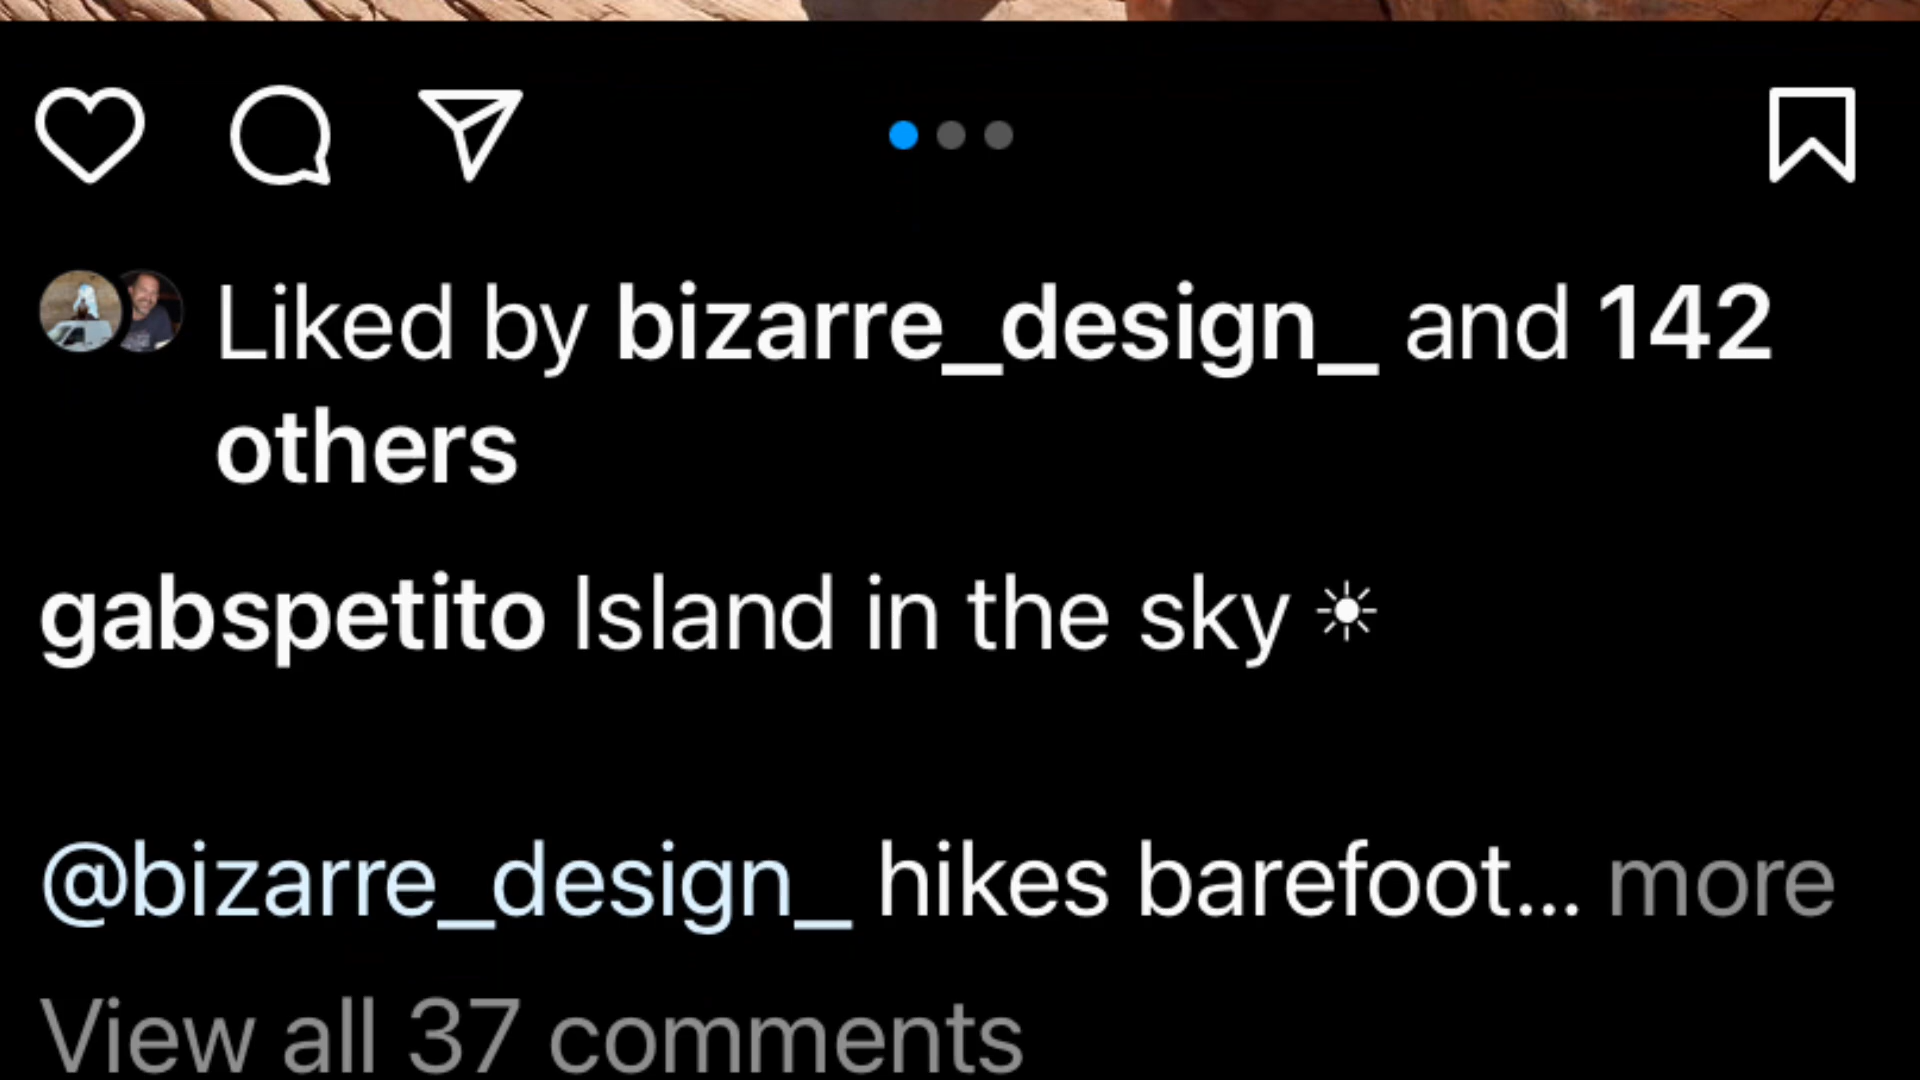 Liked by bizarre_design_ and 142
others
gabspetito Island in the sky ☀
@bizarre_design_ hikes barefoot... more
View all 37 comments